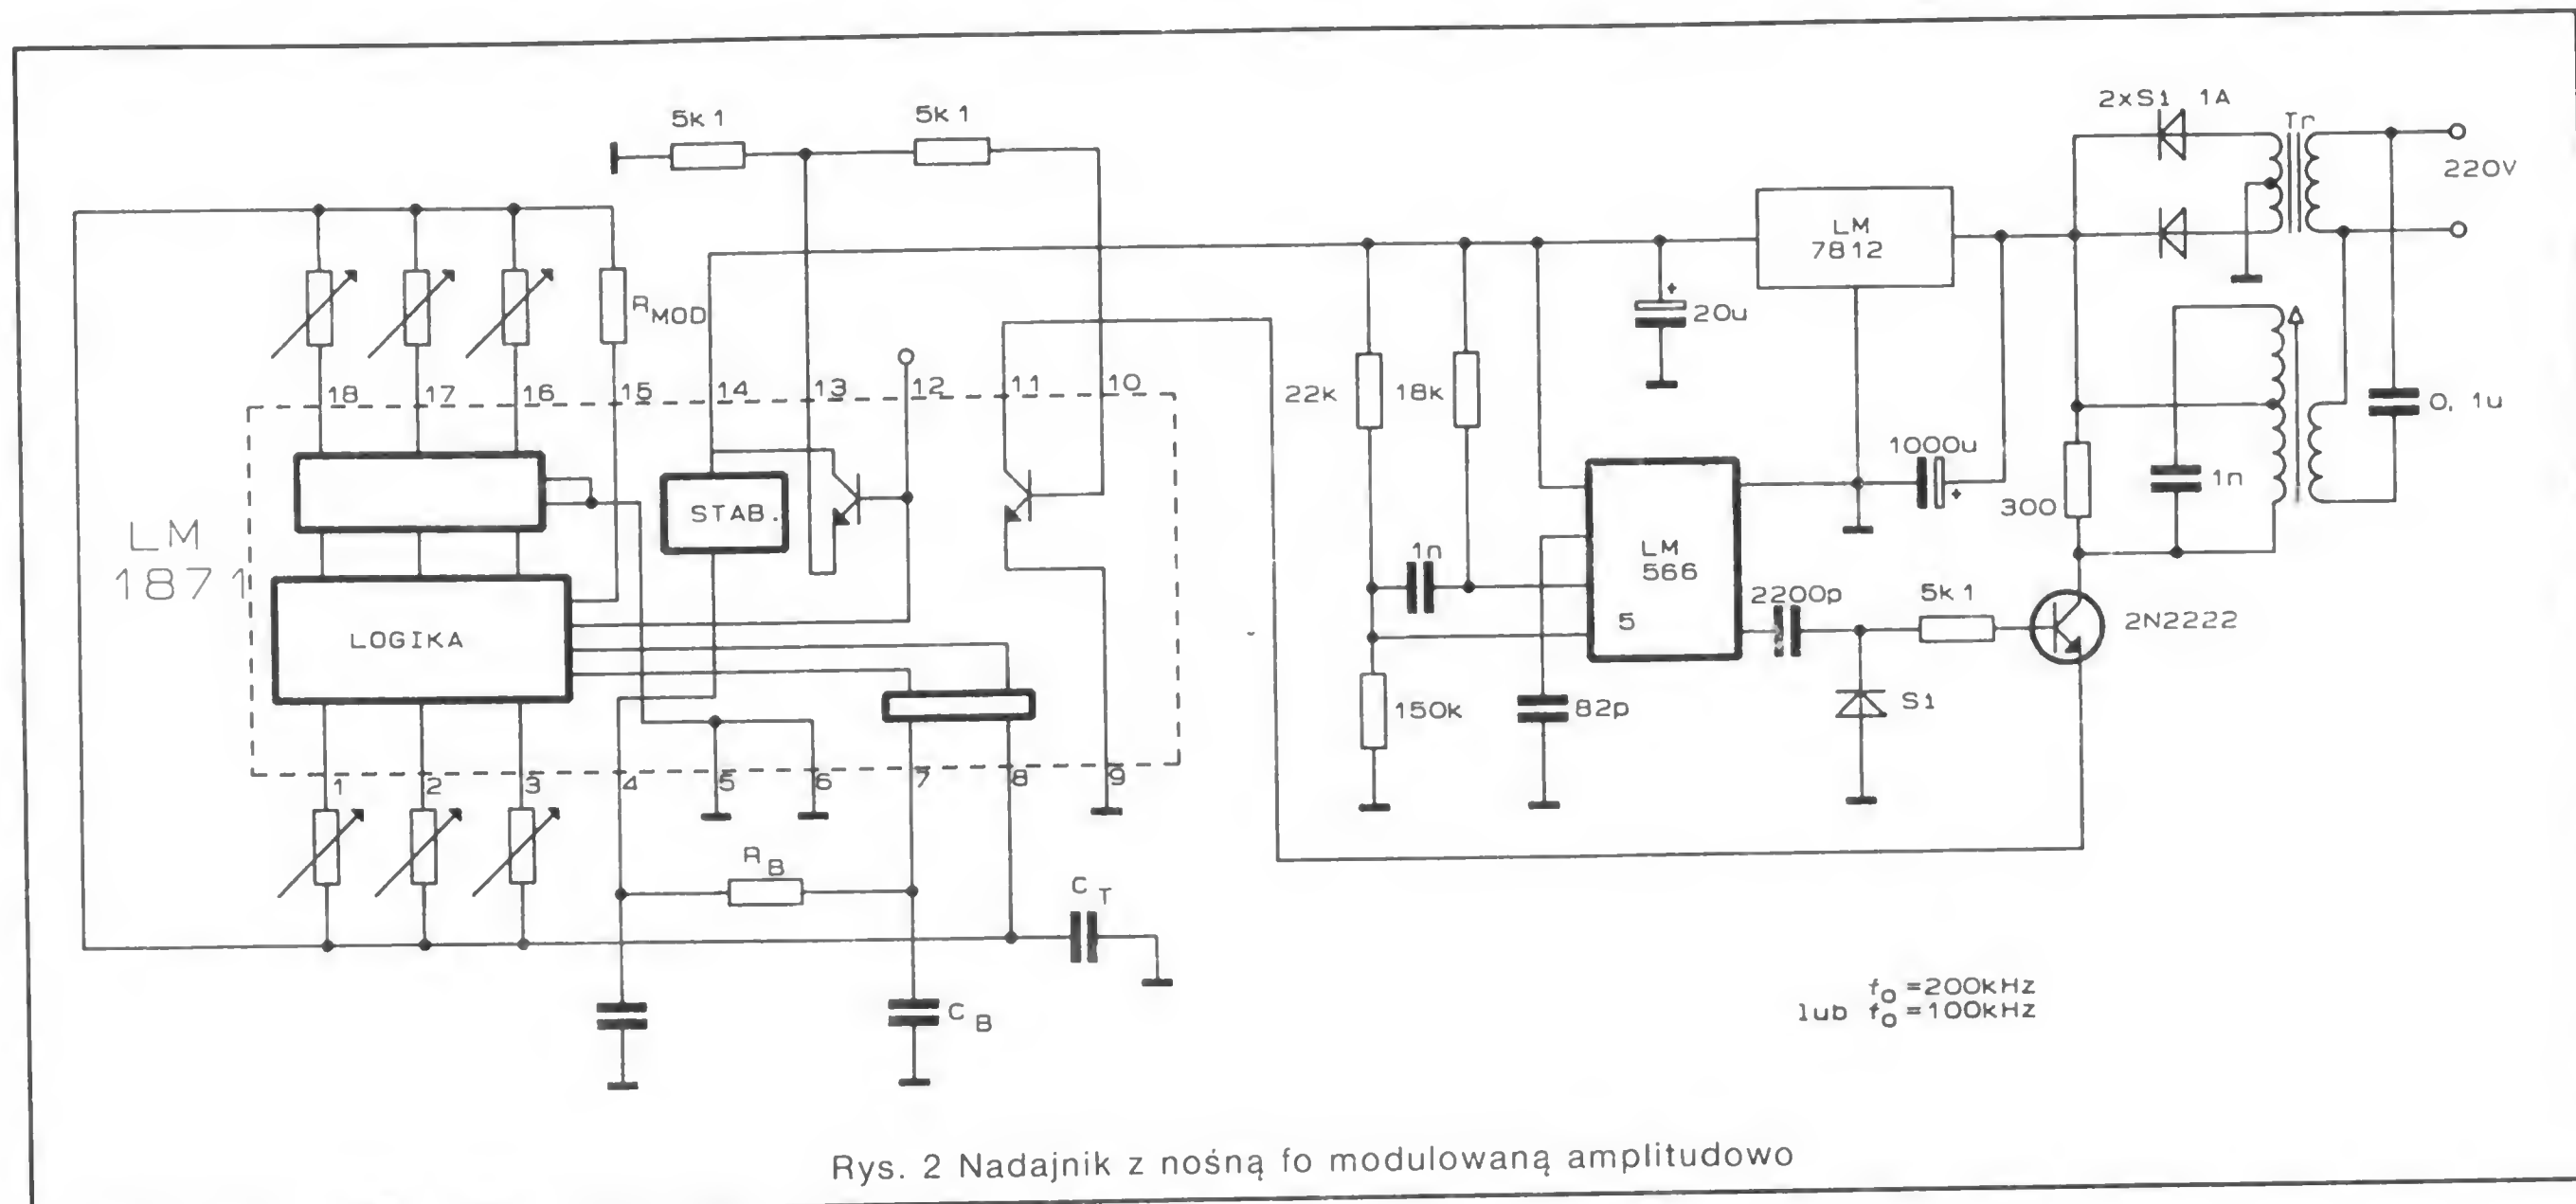 5k1
5k1
2xS1 1A
Tr
220V
LM
7812
RMOD
20u
18
17
16
15
14
13
12
11
10
22k
18k
0,1u
1000u
1n
300
STAB.
LM
1871
LM
566
5
1n
2200p
5k1
2N2222
LOGIKA
150k
82p
S1
1
2
3
4
5
6
7
8
9
RB
CT
CB
fo=200kHz
lub fo=100kHz
Rys. 2 Nadajnik z nośną fo modulowaną amplitudowo